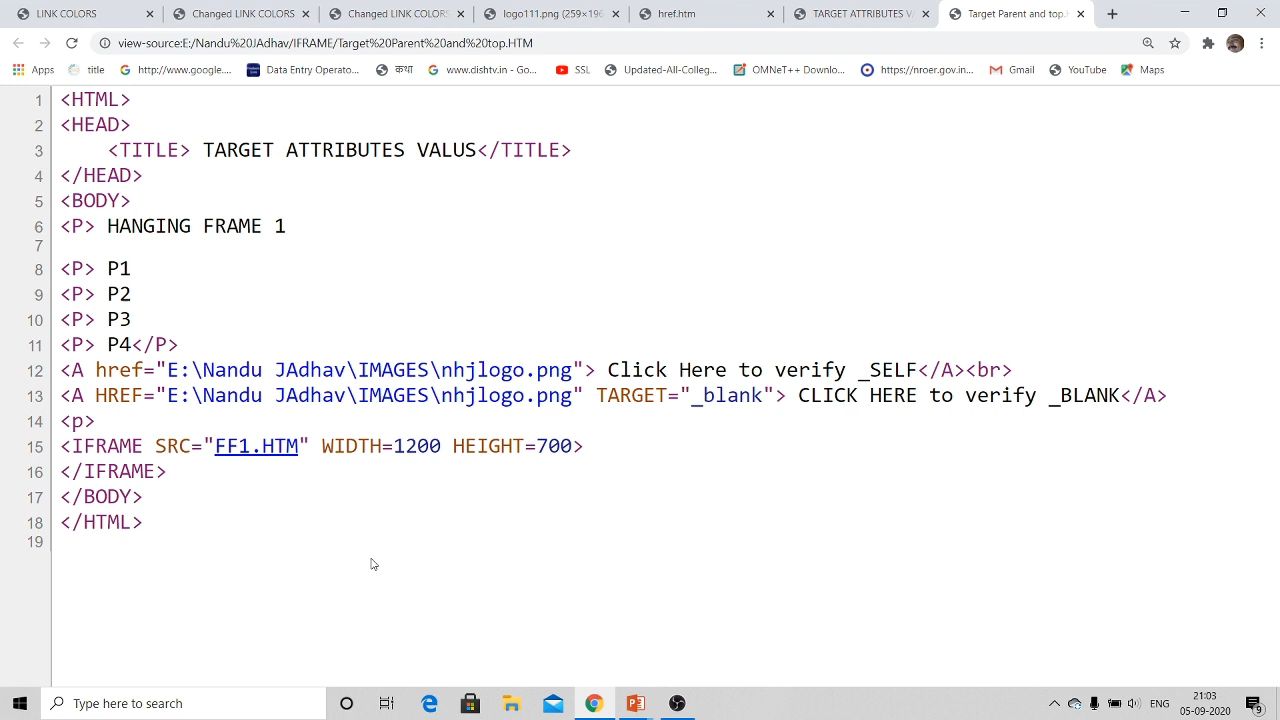 LINK COLORS
Changed LINK COLORS
Changed LINK COLORS
logo111.png (259×196
href.htm
TARGET ATTRIBUTES V
Target Parent and top.H
view-source:E:/Nandu%20JAdhav/IFRAME/Target%20Parent%20and%20top.HTM
Apps
title
http://www.google....
Data Entry Operato...
कथा
www.dishtv.in - Go...
SSL
Updated-All-Colleg...
OMNeT++ Downlo...
https://nroer.gov.in...
Gmail
YouTube
Maps
1 <HTML>
2 <HEAD>
3 <TITLE> TARGET ATTRIBUTES VALUS</TITLE>
4 </HEAD>
5 <BODY>
6 <P> HANGING FRAME 1
7
8 <P> P1
9 <P> P2
10 <P> P3
11 <P> P4</P>
12 <A href="E:\Nandu JAdhav\IMAGES\nhjlogo.png"> Click Here to verify _SELF</A><br>
13 <A HREF="E:\Nandu JAdhav\IMAGES\nhjlogo.png" TARGET="_blank"> CLICK HERE to verify _BLANK</A>
14 <p>
15 <IFRAME SRC="FF1.HTM" WIDTH=1200 HEIGHT=700>
16 </IFRAME>
17 </BODY>
18 </HTML>
19
Type here to search
ENG
21:03
05-09-2020
9